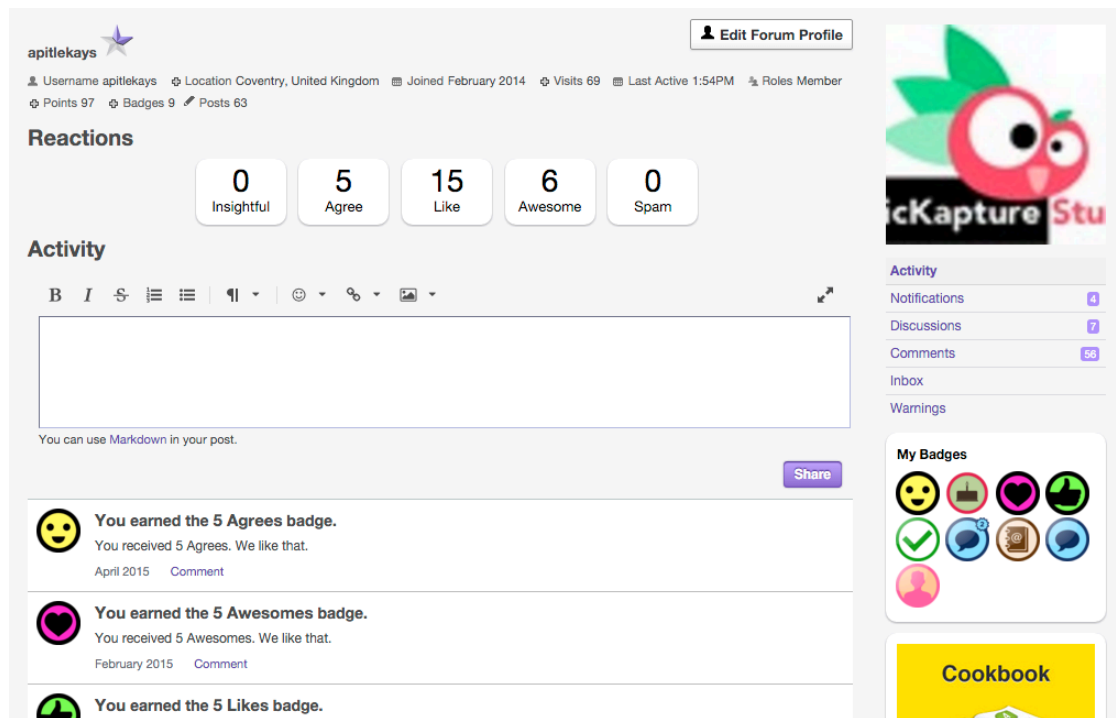 apitlekays
Edit Forum Profile
Username apitlekays Location Coventry, United Kingdom Joined February 2014 Visits 69 Last Active 1:54PM Roles Member
Points 97 Badges 9 Posts 63
Reactions
0 5 15 6 0
Insightful Agree Like Awesome Spam
Activity
B I S
You can use Markdown in your post.
Share
You earned the 5 Agrees badge.
You received 5 Agrees. We like that.
April 2015 Comment
You earned the 5 Awesomes badge.
You received 5 Awesomes. We like that.
February 2015 Comment
You earned the 5 Likes badge.
icKapture Stu
Activity
Notifications 4
Discussions 7
Comments 56
Inbox
Warnings
My Badges
2
@
Cookbook